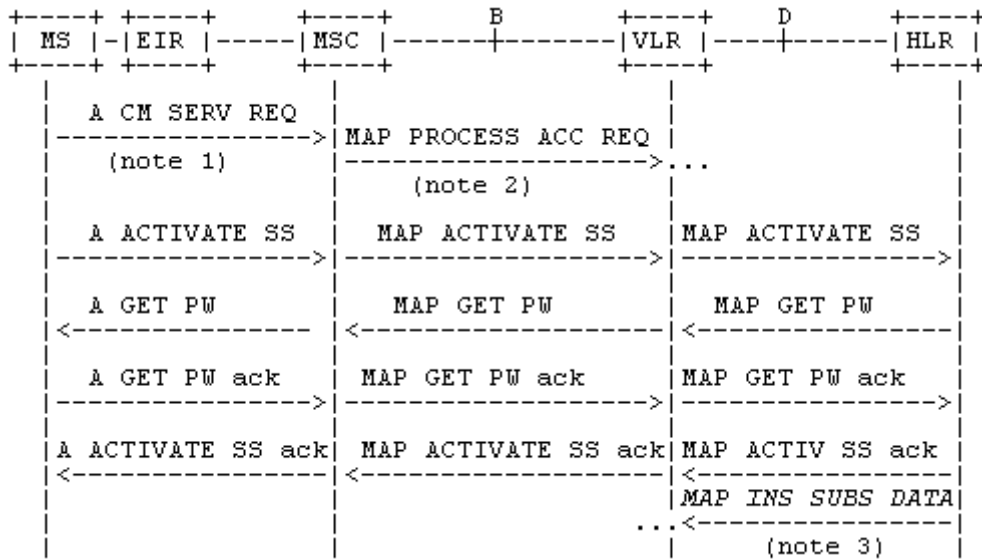 B D
MS EIR MSC VLR HLR
A CM SERV REQ
MAP PROCESS ACC REQ
(note 1) ...
(note 2)
A ACTIVATE SS MAP ACTIVATE SS MAP ACTIVATE SS
A GET PW MAP GET PW MAP GET PW
A GET PW ack MAP GET PW ack MAP GET PW ack
A ACTIVATE SS ack MAP ACTIVATE SS ack MAP ACTIV SS ack
MAP INS SUBS DATA
...
(note 3)